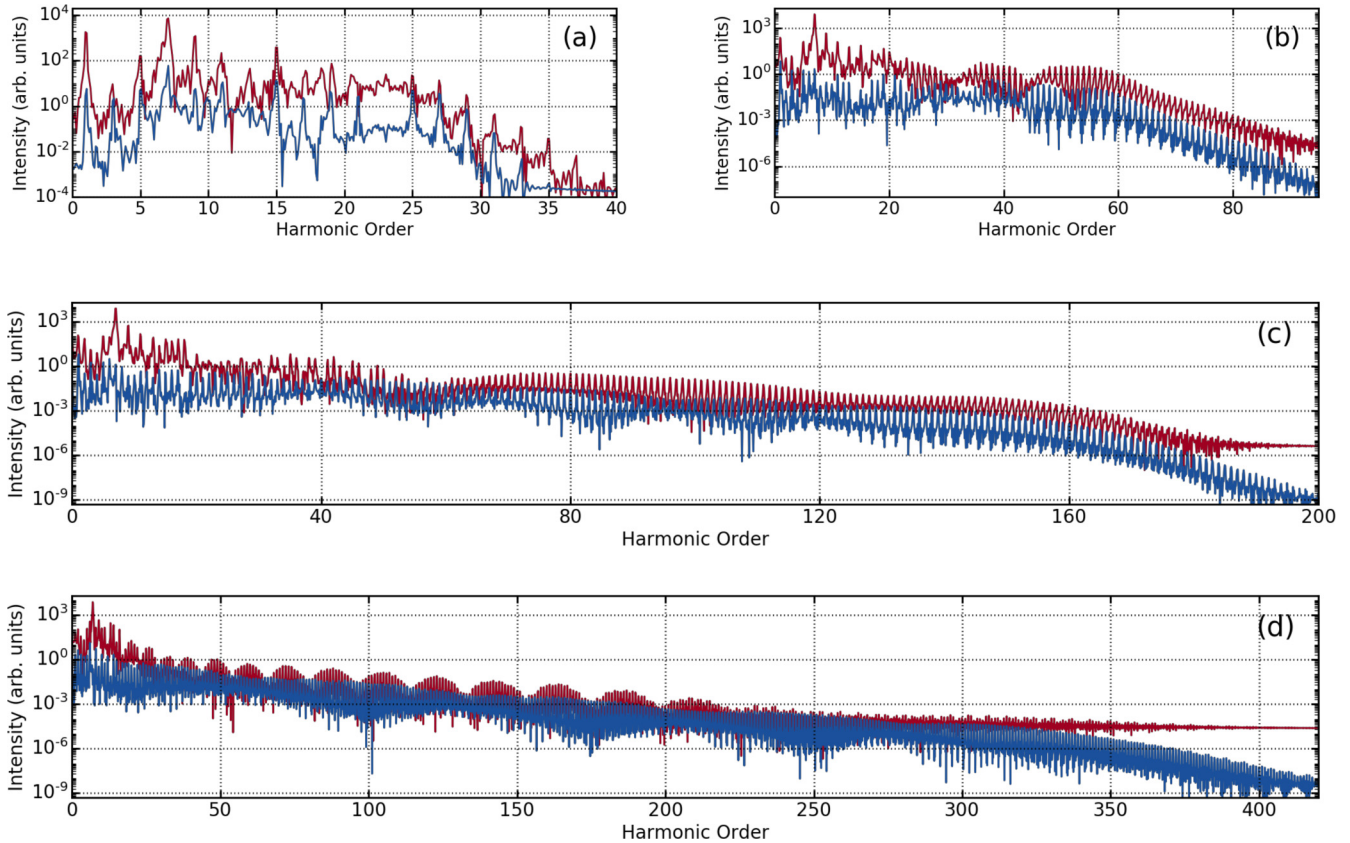 (a)
Intensity (arb. units)
10^4
10^2
10^0
10^-2
10^-4
0 5 10 15 20 25 30 35 40
Harmonic Order
(b)
Intensity (arb. units)
10^3
10^0
10^-3
10^-6
0 20 40 60 80
Harmonic Order
(c)
Intensity (arb. units)
10^3
10^0
10^-3
10^-6
10^-9
0 40 80 120 160 200
Harmonic Order
(d)
Intensity (arb. units)
10^3
10^0
10^-3
10^-6
10^-9
50 100 150 200 250 300 350 400
Harmonic Order